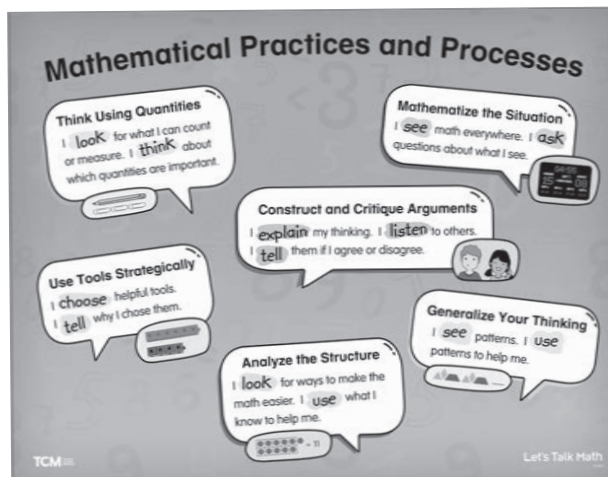 Mathematical Practices and Processes
Think Using Quantities
I look for what I can count
or measure. I think about
which quantities are important.
Mathematize the Situation
I see math everywhere. I ask
questions about what I see.
Construct and Critique Arguments
I explain my thinking. I listen to others.
I tell them if I agree or disagree.
Use Tools Strategically
I choose helpful tools.
I tell why I chose them.
Generalize Your Thinking
I see patterns. I use
patterns to help me.
Analyze the Structure
I look for ways to make the
math easier. I use what I
know to help me.
= 11
TCM
Let's Talk Math